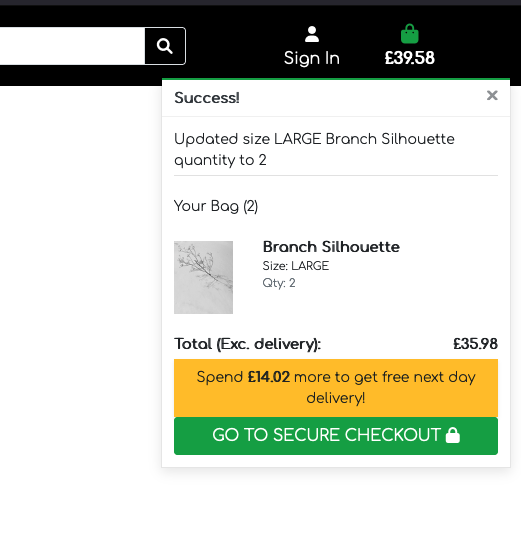 Sign In
£39.58
Success!
×
Updated size LARGE Branch Silhouette
quantity to 2
Your Bag (2)
Branch Silhouette
Size: LARGE
Qty: 2
Total (Exc. delivery): £35.98
Spend £14.02 more to get free next day
delivery!
GO TO SECURE CHECKOUT